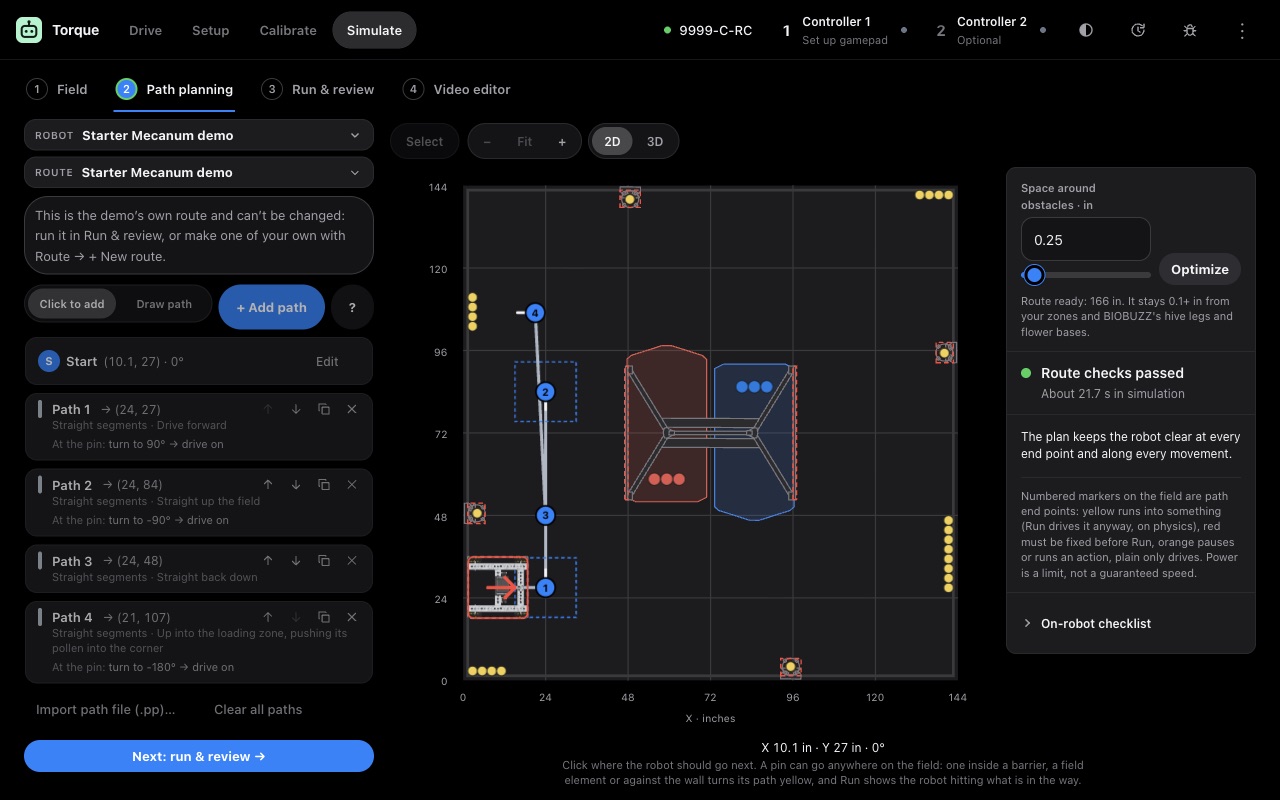 Torque
Drive
Setup
Calibrate
Simulate
9999-C-RC
1
Controller 1
Set up gamepad
2
Controller 2
Optional
1 Field
2 Path planning
3 Run & review
4 Video editor
ROBOT Starter Mecanum demo
ROUTE Starter Mecanum demo
This is the demo's own route and can't be changed:
run it in Run & review, or make one of your own with
Route → + New route.
Click to add
Draw path
+ Add path
?
S Start (10.1, 27) · 0°
Edit
Path 1 → (24, 27)
Straight segments · Drive forward
At the pin: turn to 90° → drive on
Path 2 → (24, 84)
Straight segments · Straight up the field
At the pin: turn to -90° → drive on
Path 3 → (24, 48)
Straight segments · Straight back down
Path 4 → (21, 107)
Straight segments · Up into the loading zone, pushing its
pollen into the corner
At the pin: turn to -180° → drive on
Import path file (.pp)...
Clear all paths
Next: run & review →
Select
− Fit +
2D 3D
144
120
96
72
48
24
0
4
2
3
1
0 24 48 72 96 120 144
X · inches
X 10.1 in · Y 27 in · 0°
Click where the robot should go next. A pin can go anywhere on the field: one inside a barrier, a field
element or against the wall turns its path yellow, and Run shows the robot hitting what is in the way.
Space around
obstacles · in
0.25
Optimize
Route ready: 166 in. It stays 0.1+ in from
your zones and BIOBUZZ's hive legs and
flower bases.
Route checks passed
About 21.7 s in simulation
The plan keeps the robot clear at every
end point and along every movement.
Numbered markers on the field are path
end points: yellow runs into something
(Run drives it anyway, on physics), red
must be fixed before Run, orange pauses
or runs an action, plain only drives. Power
is a limit, not a guaranteed speed.
On-robot checklist